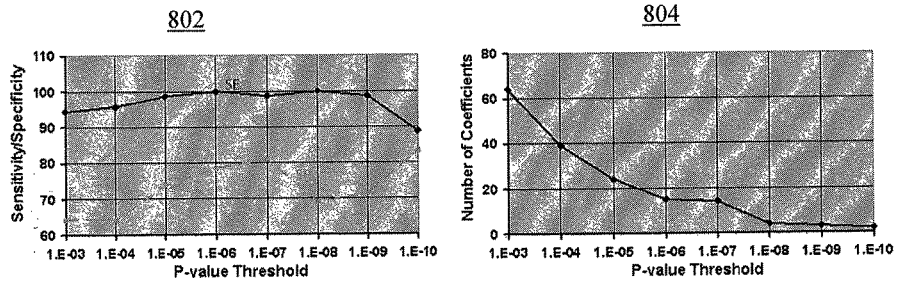 802
110
100
90
80
70
60
Sensitivity/Specificity
SE
1.E-03 1.E-04 1.E-05 1.E-06 1.E-07 1.E-08 1.E-09 1.E-10
P-value Threshold
804
80
60
40
20
0
Number of Coefficients
1.E-03 1.E-04 1.E-05 1.E-06 1.E-07 1.E-08 1.E-09 1.E-10
P-value Threshold